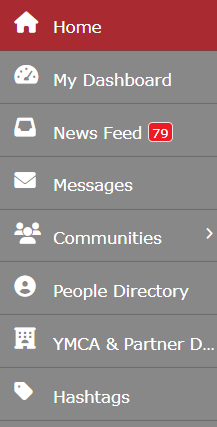 Home
My Dashboard
News Feed 79
Messages
Communities
People Directory
YMCA & Partner D...
Hashtags